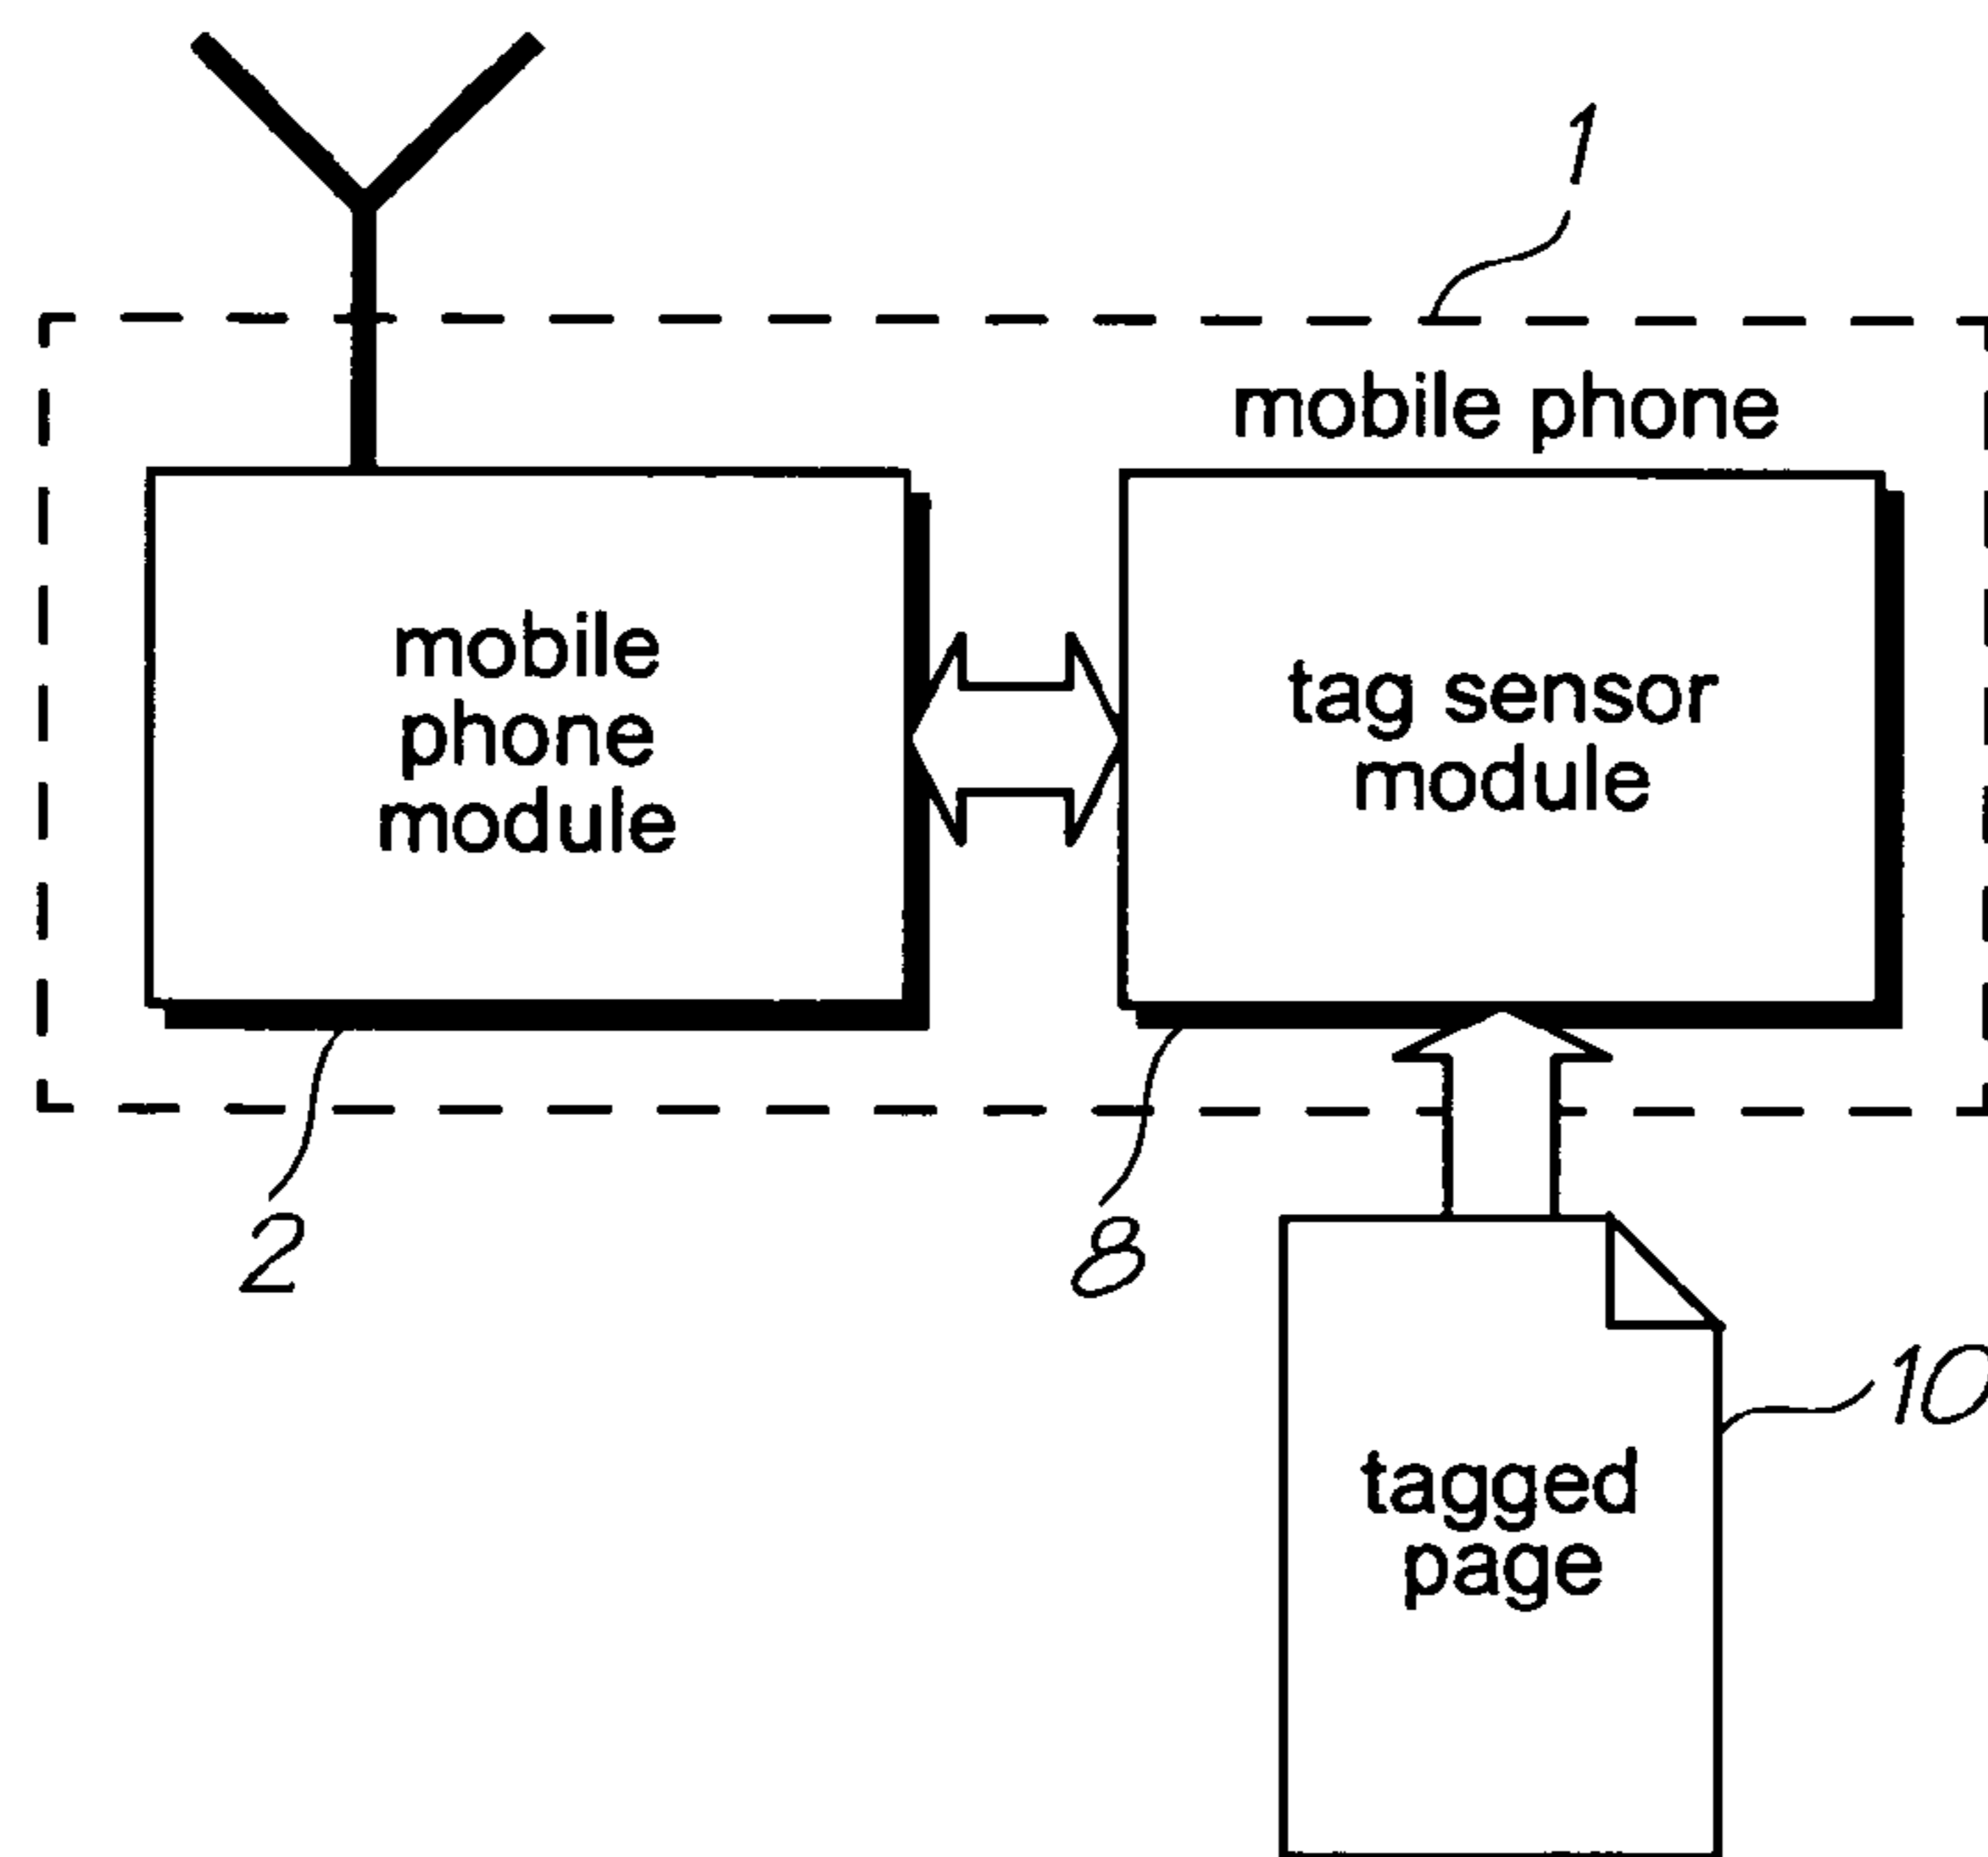 1
mobile phone
mobile
phone
module
tag sensor
module
2
8
10
tagged
page